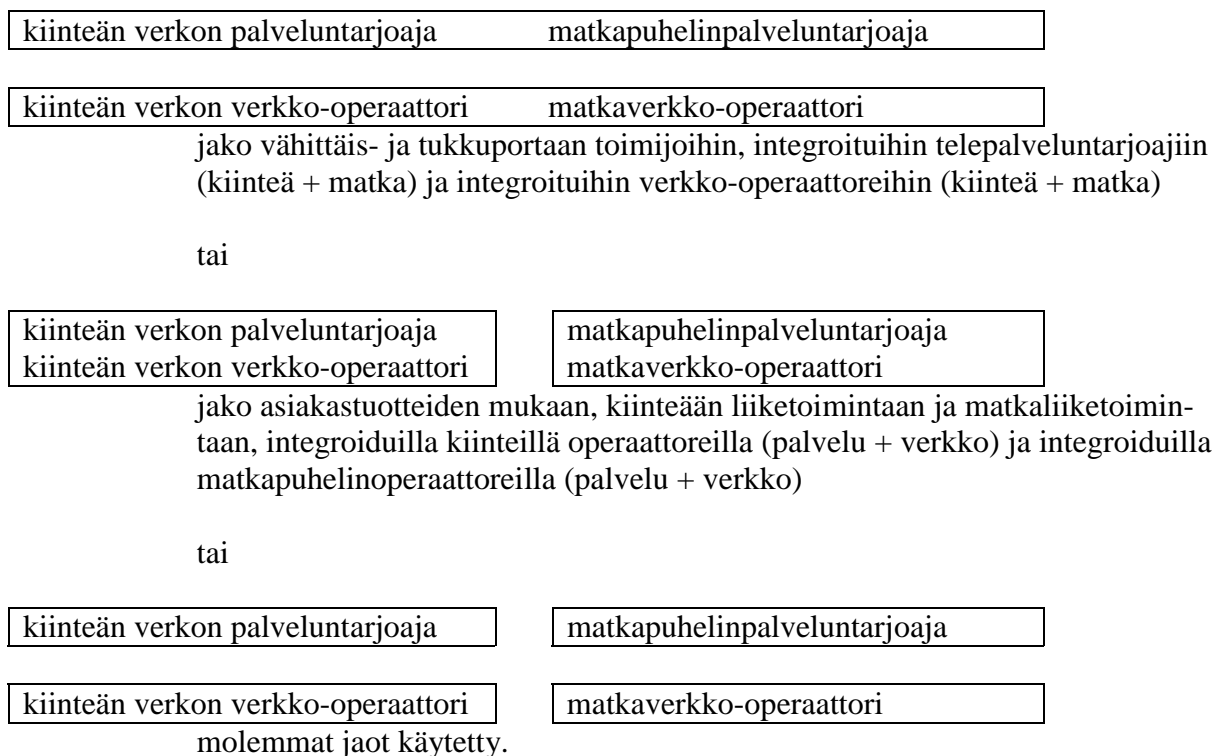 kiinteän verkon palveluntarjoaja matkapuhelinpalveluntarjoaja
kiinteän verkon verkko-operaattori matkaverkko-operaattori
jako vähittäis- ja tukkuportaan toimijoihin, integroituihin telepalveluntarjoajiin
(kiinteä + matka) ja integroituihin verkko-operaattoreihin (kiinteä + matka)
tai
kiinteän verkon palveluntarjoaja matkapuhelinpalveluntarjoaja
kiinteän verkon verkko-operaattori matkaverkko-operaattori
jako asiakastuotteiden mukaan, kiinteään liiketoimintaan ja matkaliiketoimin-
taan, integroiduilla kiinteillä operaattoreilla (palvelu + verkko) ja integroiduilla
matkapuhelinoperaattoreilla (palvelu + verkko)
tai
kiinteän verkon palveluntarjoaja matkapuhelinpalveluntarjoaja
kiinteän verkon verkko-operaattori matkaverkko-operaattori
molemmat jaot käytetty.